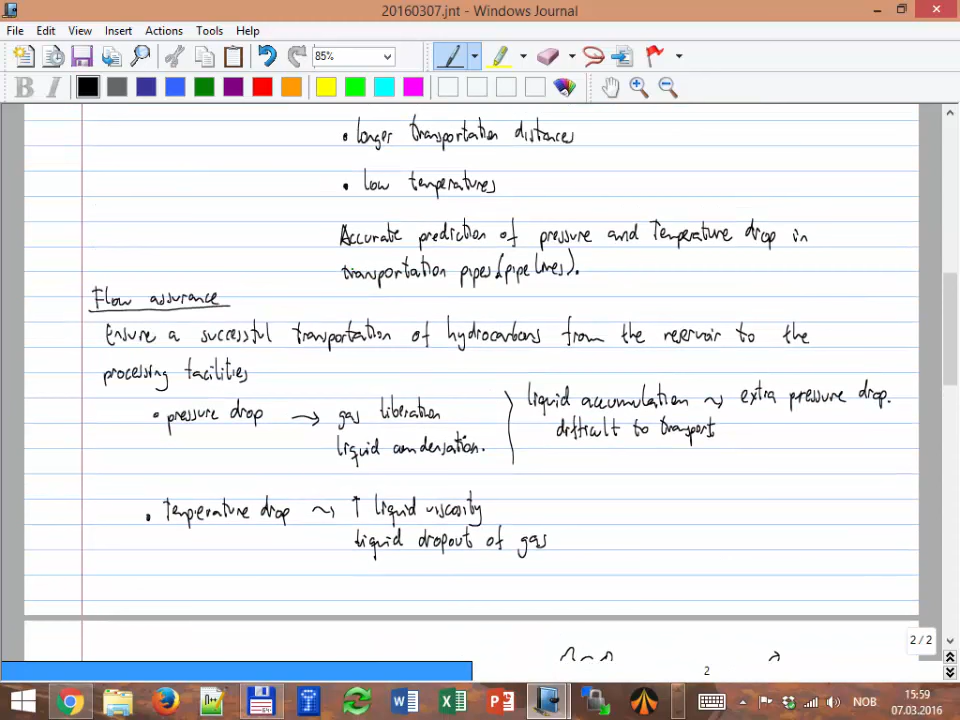 20160307.jnt - Windows Journal
File Edit View Insert Actions Tools Help
85%
B I
• longer transportation distances
• low temperatures
Accurate prediction of pressure and Temperature drop in
transportation pipes (pipe lines).
Flow assurance
Ensure a successful transportation of hydrocarbons from the reservoir to the
processing facilities
• pressure drop → gas liberation
liquid condensation.
liquid accumulation ⤳ extra pressure drop.
difficult to transport
• Temperature drop ⤳ ↑ liquid viscosity
liquid dropout of gas
2/2
2
NOB
15:59
07.03.2016